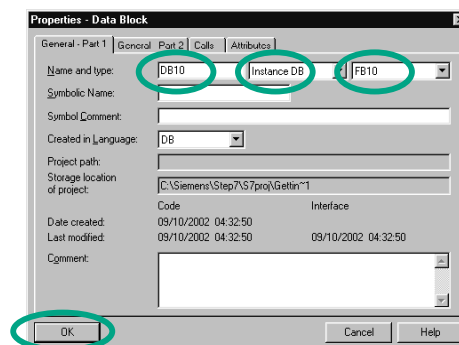 Properties - Data Block
General - Part 1 General Part 2 Calls Attributes
Name and type: DB10 Instance DB FB10
Symbolic Name:
Symbol Comment:
Created in Language: DB
Project path:
Storage location
of project: C:\Siemens\Step7\S7proj\Gettin~1
Code Interface
Date created: 09/10/2002 04:32:50
Last modified: 09/10/2002 04:32:50 09/10/2002 04:32:50
Comment:
OK Cancel Help